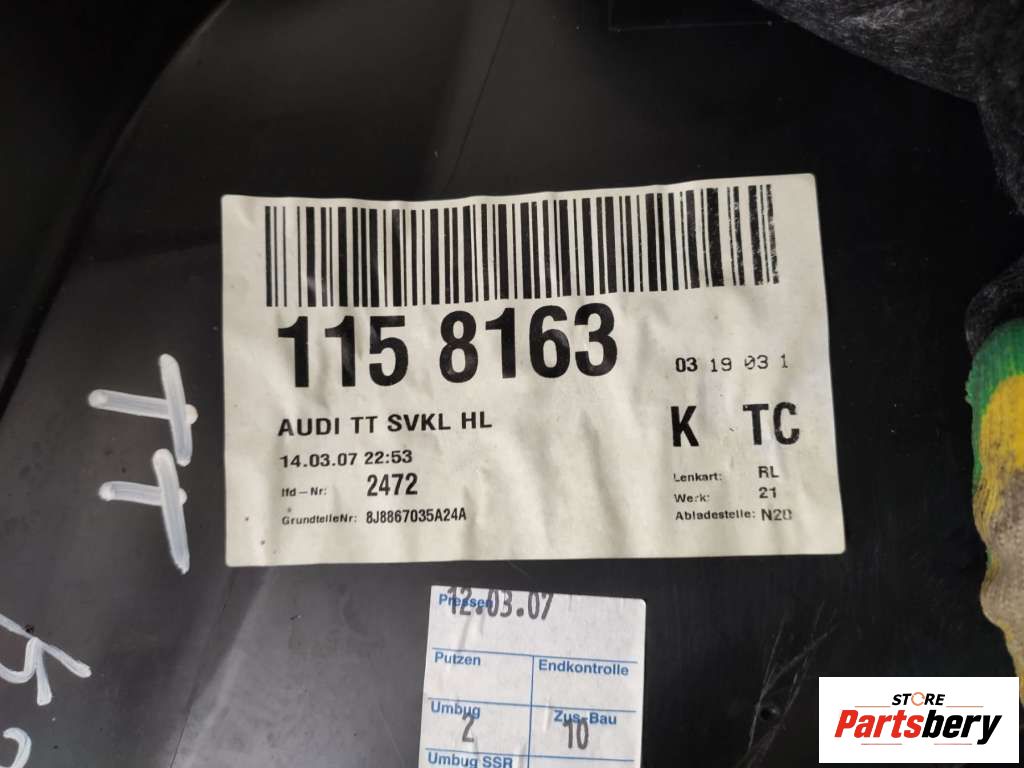 115 8163
03 19 03 1
AUDI TT SVKL HL
K TC
14.03.07 22:53
lfd-Nr: 2472
GrundteileNr: 8J8867035A24A
Lenkart: RL
Werk: 21
Abladestelle: N20
TT
Pressen
12.03.07
Putzen Endkontrolle
Umbug Zus-Bau
2 10
Umbug SSR
STORE
Partsbery